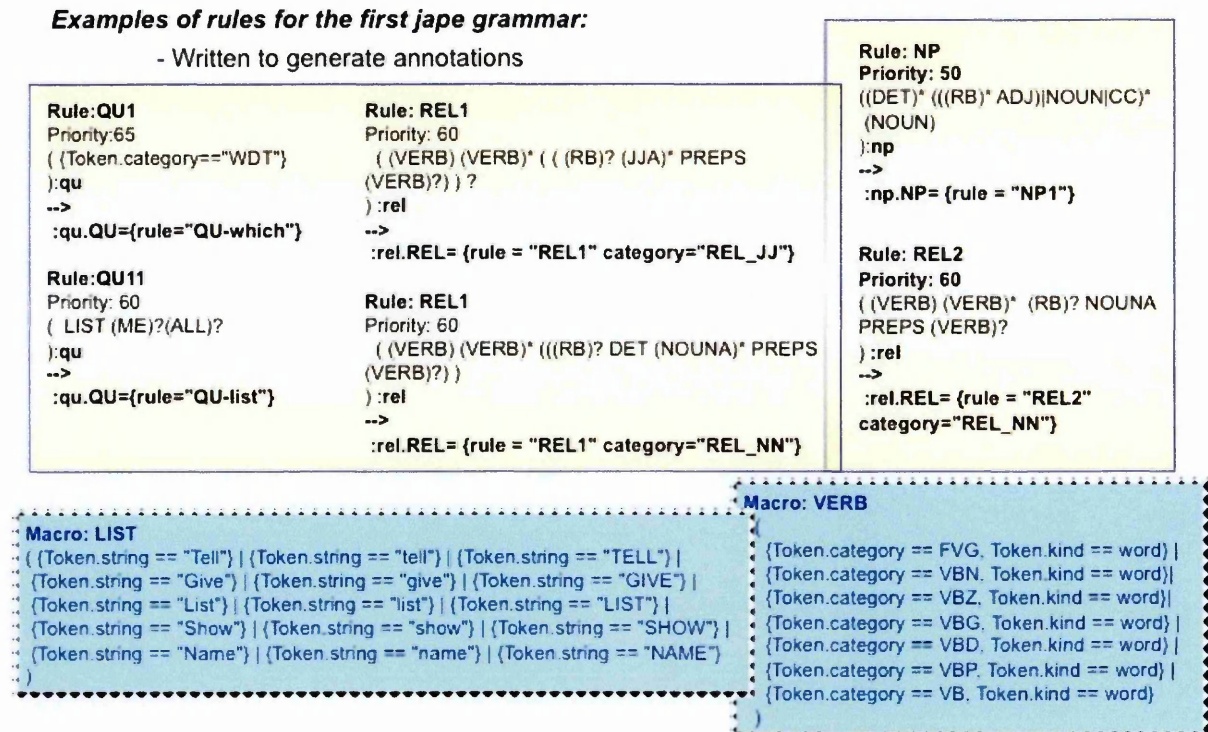 Examples of rules for the first jape grammar:
- Written to generate annotations
Rule:QU1
Priority:65
( {Token.category=="WDT"}
):qu
-->
:qu.QU={rule="QU-which"}
Rule:QU11
Priority: 60
( LIST (ME)?(ALL)?
):qu
-->
:qu.QU={rule="QU-list"}
Rule: REL1
Priority: 60
( (VERB) (VERB)* ( ( (RB)? (JJA)* PREPS
(VERB)?) ) ?
) :rel
-->
:rel.REL= {rule = "REL1" category="REL_JJ"}
Rule: REL1
Priority: 60
( (VERB) (VERB)* (((RB)? DET (NOUNA)* PREPS
(VERB)?) )
) :rel
-->
:rel.REL= {rule = "REL1" category="REL_NN"}
Rule: NP
Priority: 50
((DET)* (((RB)* ADJ)|NOUN|CC)*
(NOUN)
):np
-->
:np.NP= {rule = "NP1"}
Rule: REL2
Priority: 60
( (VERB) (VERB)* (RB)? NOUNA
PREPS (VERB)?
) :rel
-->
:rel.REL= {rule = "REL2"
category="REL_NN"}
Macro: LIST
( {Token.string == "Tell"} | {Token.string == "tell"} | {Token.string == "TELL"} |
{Token.string == "Give"} | {Token.string == "give"} | {Token.string == "GIVE"} |
{Token.string == "List"} | {Token.string == "list"} | {Token.string == "LIST"} |
{Token.string == "Show"} | {Token.string == "show"} | {Token.string == "SHOW"} |
{Token.string == "Name"} | {Token.string == "name"} | {Token.string == "NAME"}
)
Macro: VERB
(
{Token.category == FVG, Token.kind == word} |
{Token.category == VBN, Token.kind == word}|
{Token.category == VBZ, Token.kind == word}|
{Token.category == VBG, Token.kind == word} |
{Token.category == VBD, Token.kind == word} |
{Token.category == VBP, Token.kind == word} |
{Token.category == VB, Token.kind == word}
)